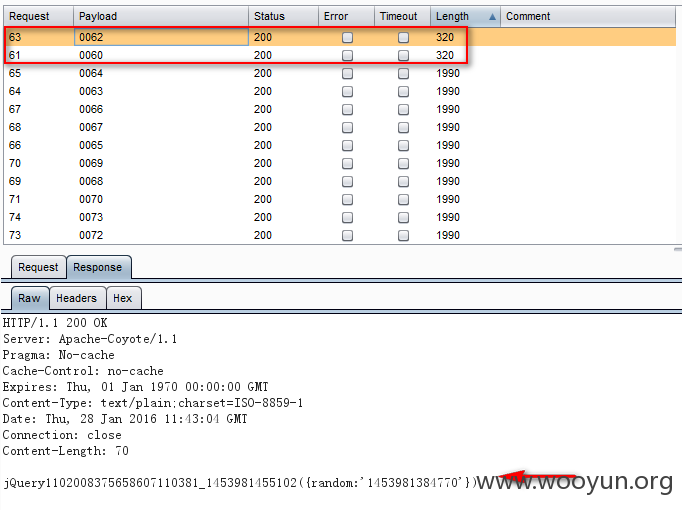 Request Payload Status Error Timeout Length Comment
63 0062 200 320
61 0060 200 320
65 0064 200 1990
64 0063 200 1990
67 0066 200 1990
68 0067 200 1990
66 0065 200 1990
70 0069 200 1990
69 0068 200 1990
71 0070 200 1990
74 0073 200 1990
73 0072 200 1990
Request Response
Raw Headers Hex
HTTP/1.1 200 OK
Server: Apache-Coyote/1.1
Pragma: No-cache
Cache-Control: no-cache
Expires: Thu, 01 Jan 1970 00:00:00 GMT
Content-Type: text/plain;charset=ISO-8859-1
Date: Thu, 28 Jan 2016 11:43:04 GMT
Connection: close
Content-Length: 70
jQuery1102008375658607110381_1453981455102({random:'1453981384770'})
www.wooyun.org